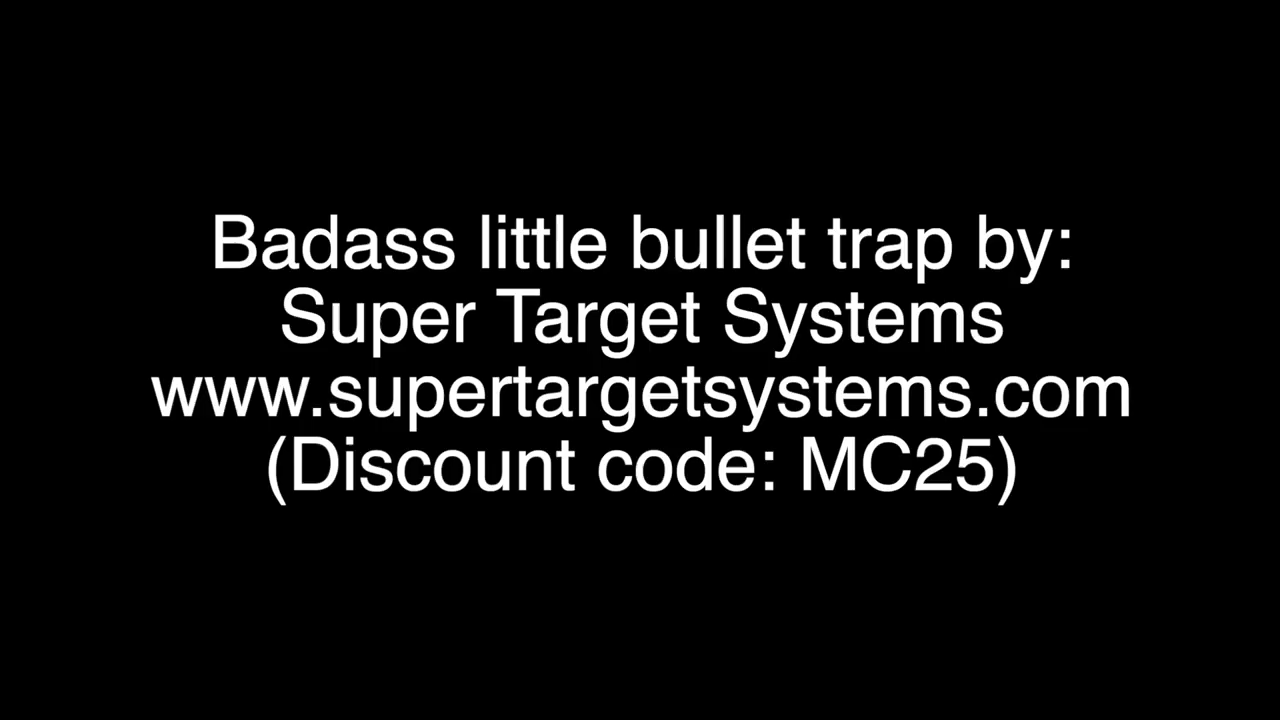 Badass little bullet trap by:
Super Target Systems
www.supertargetsystems.com
(Discount code: MC25)